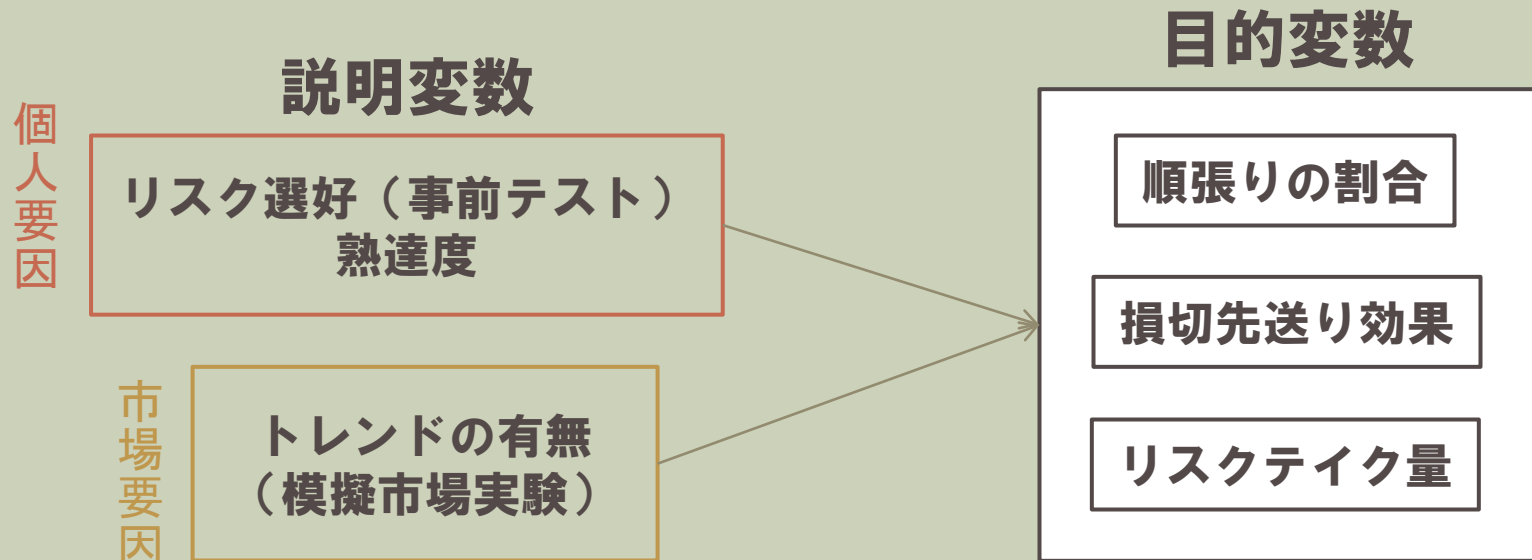 説明変数
個人要因
リスク選好（事前テスト）
熟達度
市場要因
トレンドの有無
（模擬市場実験）
目的変数
順張りの割合
損切先送り効果
リスクテイク量